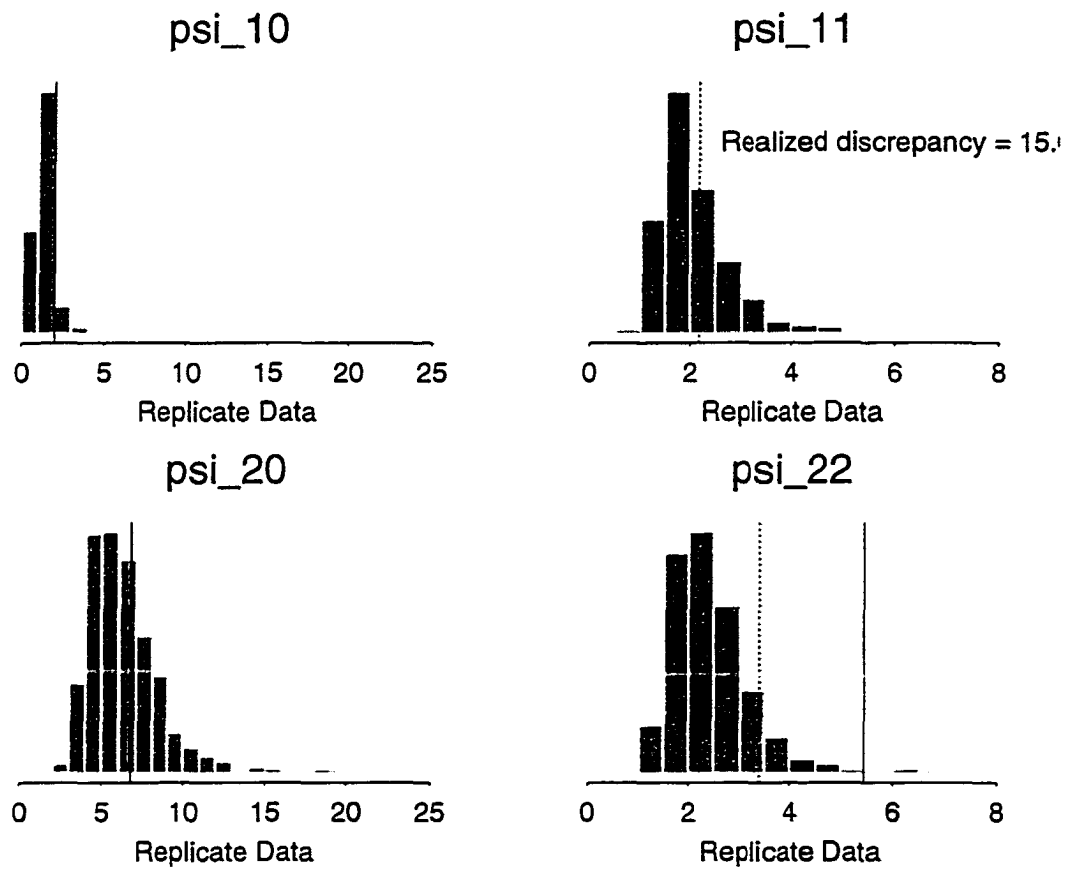 psi_10
psi_11
Realized discrepancy = 15.
0 5 10 15 20 25
0 2 4 6 8
Replicate Data
Replicate Data
psi_20
psi_22
0 5 10 15 20 25
0 2 4 6 8
Replicate Data
Replicate Data